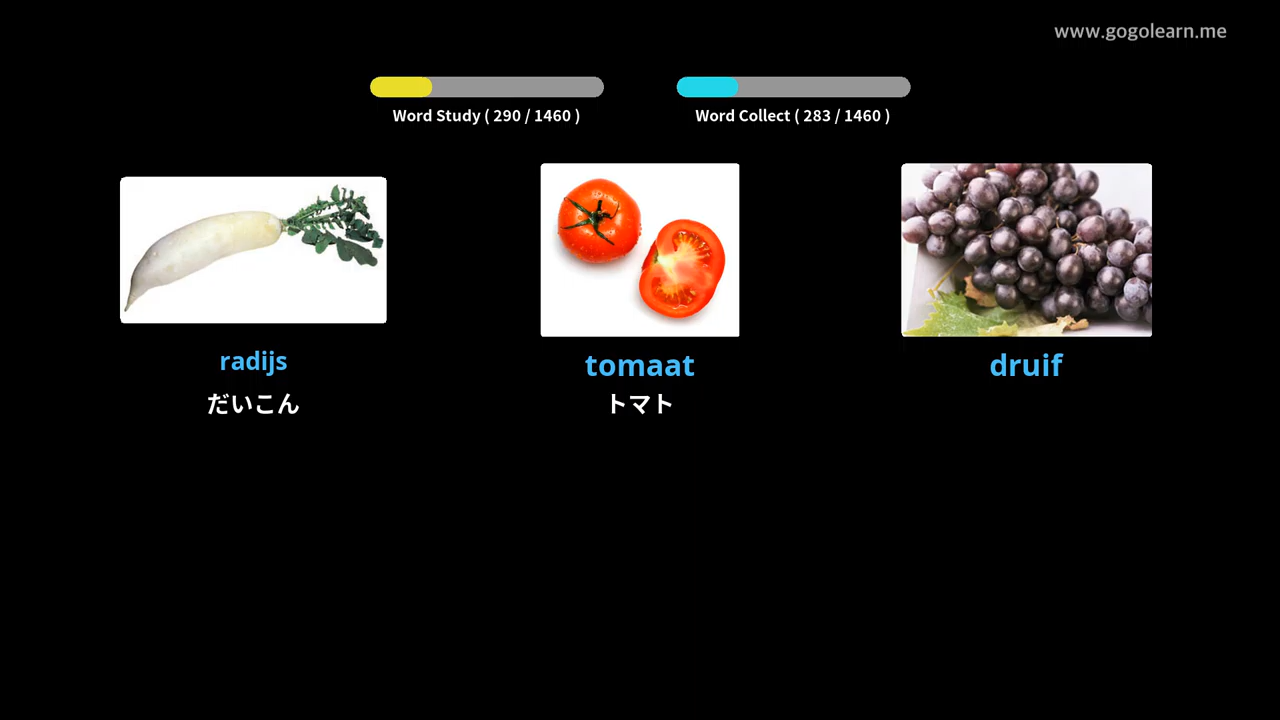 www.gogolearn.me
Word Study ( 290 / 1460 )
Word Collect ( 283 / 1460 )
radijs
だいこん
tomaat
トマト
druif